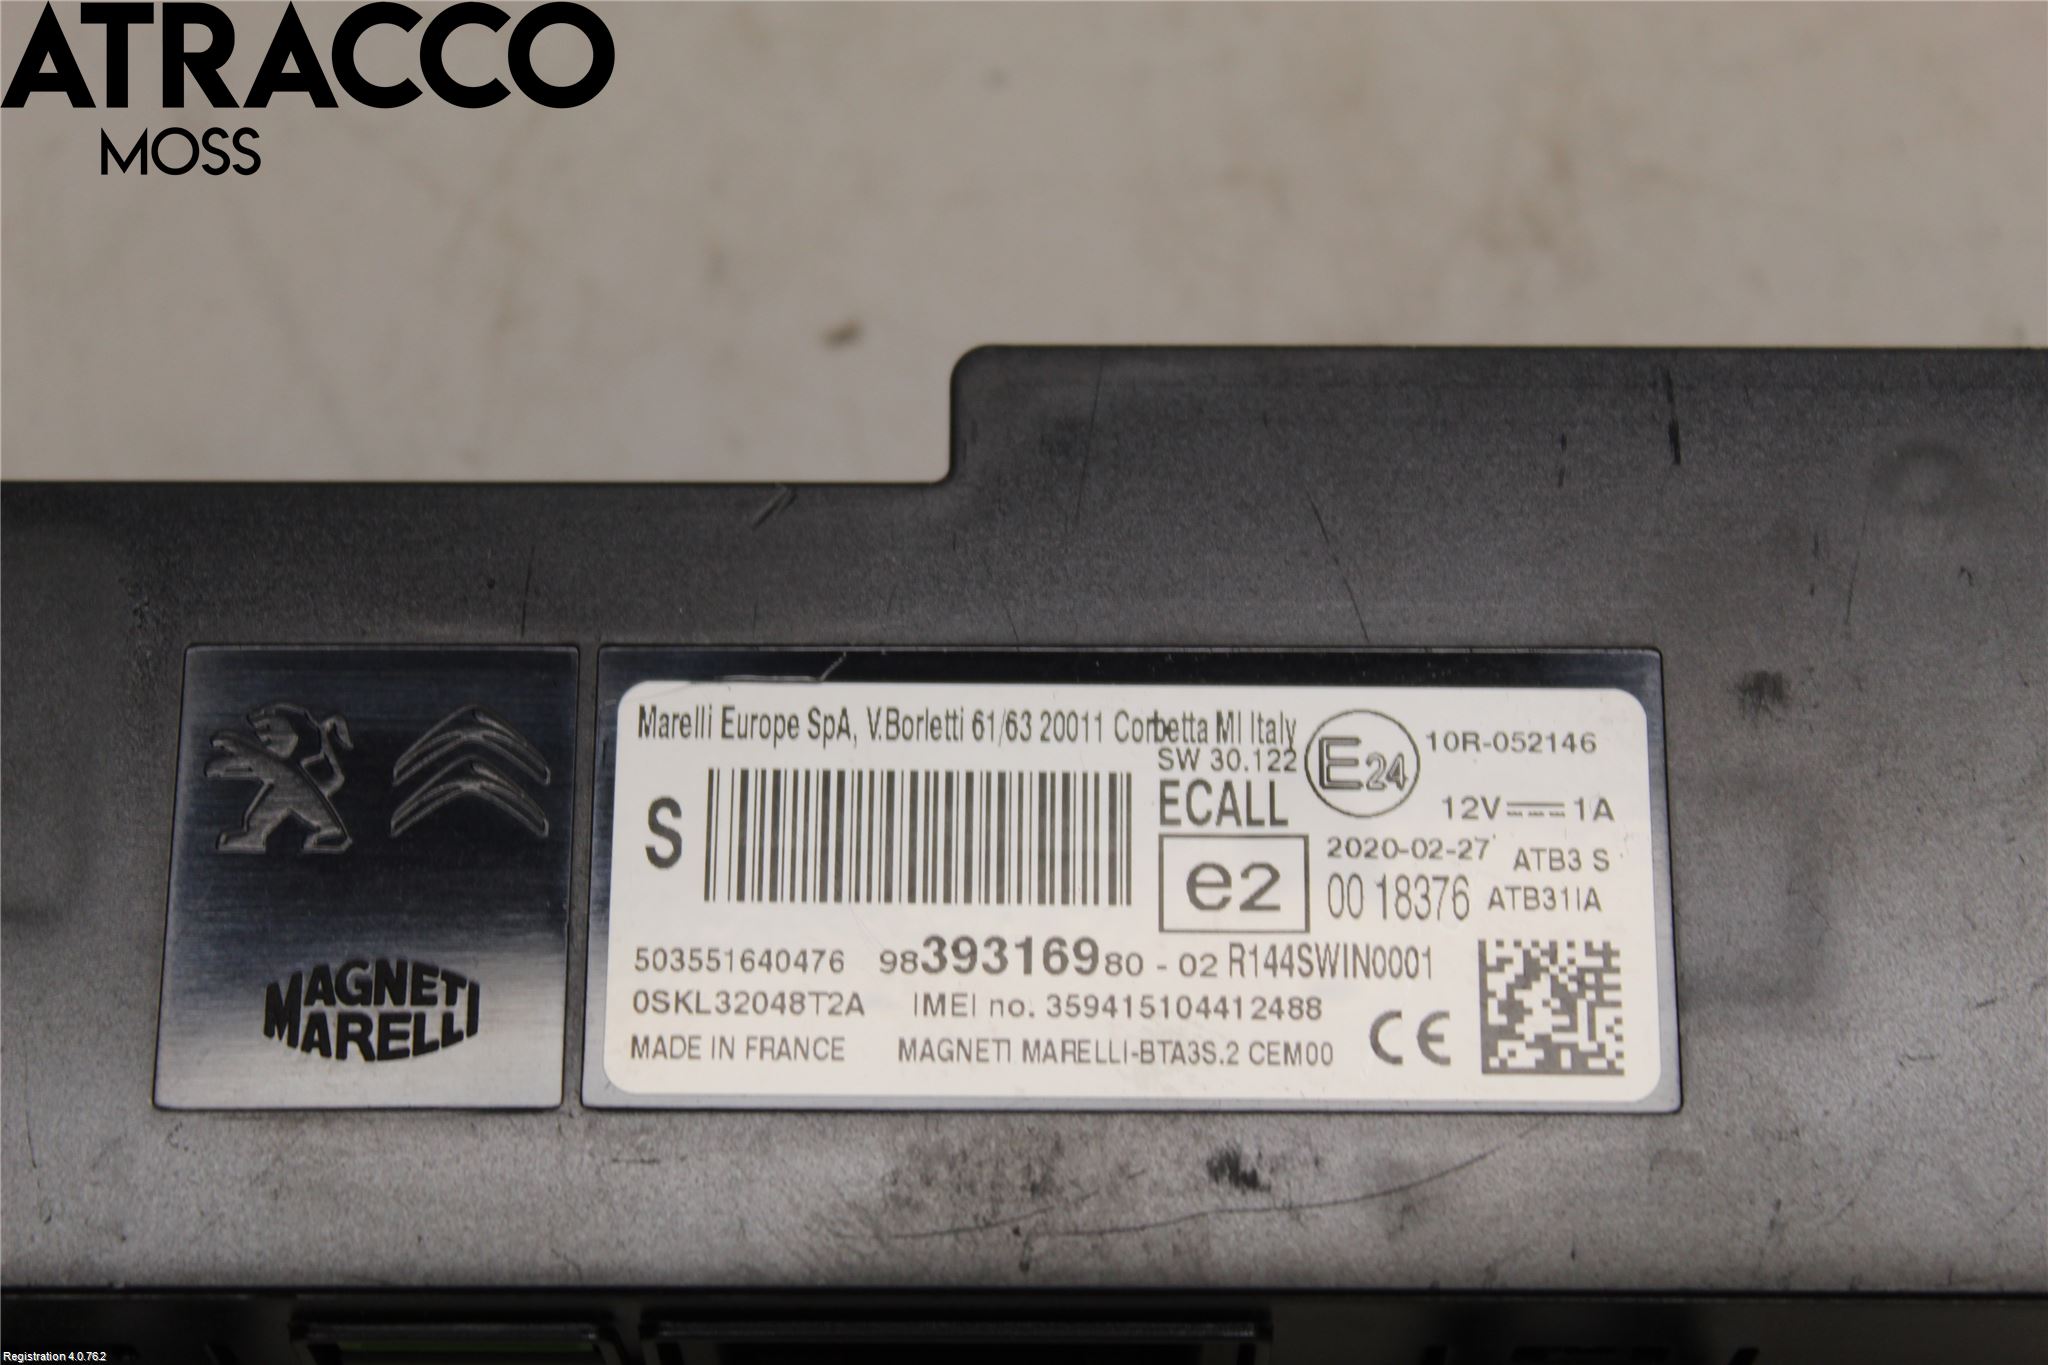 ATRACCO
MOSS
Marelli Europe SpA, V.Borletti 61/63 20011 Corbetta MI Italy
SW 30.122
E24
10R-052146
S
ECALL
12V 1A
e2
2020-02-27
ATB3 S
00 18376
ATB31IA
503551640476 9839316980 - 02 R144SWIN0001
0SKL32048T2A IMEI no. 359415104412488
MADE IN FRANCE MAGNETI MARELLI-BTA3S.2 CEM00
CE
MAGNETI
MARELLI
Registration 4.0.76.2